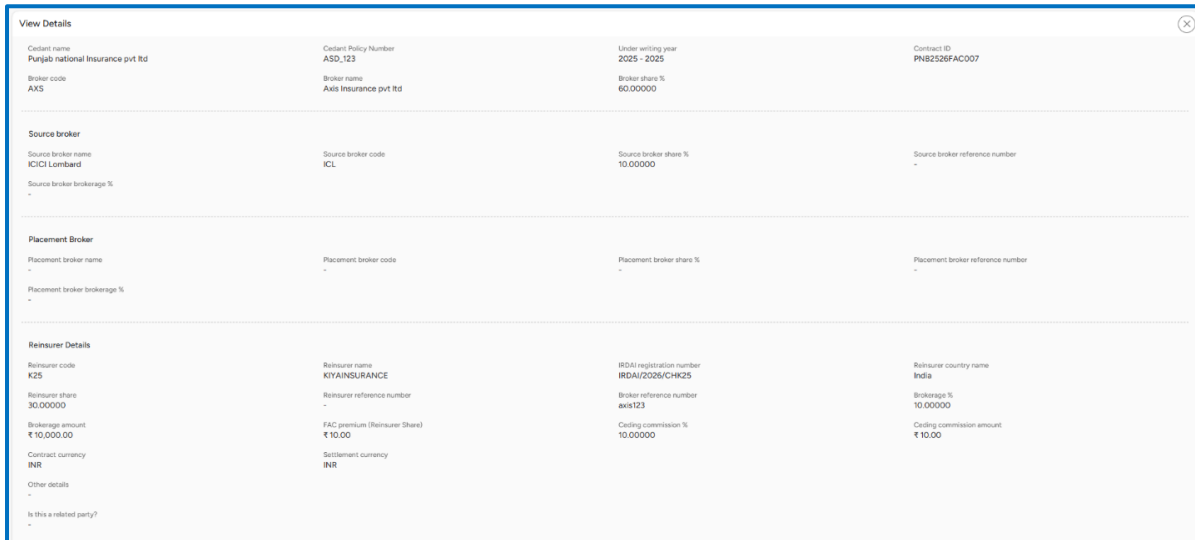 View Details
Cedant name Cedant Policy Number Under writing year Contract ID
Punjab national Insurance pvt ltd ASD_123 2025 - 2025 PNB2526FAC007
Broker code Broker name Broker share %
AXS Axis Insurance pvt ltd 60.00000
Source broker
Source broker name Source broker code Source broker share % Source broker reference number
ICICI Lombard ICL 10.00000 -
Source broker brokerage %
-
Placement Broker
Placement broker name Placement broker code Placement broker share % Placement broker reference number
- - - -
Placement broker brokerage %
-
Reinsurer Details
Reinsurer code Reinsurer name IRDAI registration number Reinsurer country name
K25 KIYAINSURANCE IRDAI/2026/CHK25 India
Reinsurer share Reinsurer reference number Broker reference number Brokerage %
30.00000 - axis123 10.00000
Brokerage amount FAC premium (Reinsurer Share) Ceding commission % Ceding commission amount
₹ 10,000.00 ₹ 10.00 10.00000 ₹ 10.00
Contract currency Settlement currency
INR INR
Other details
-
Is this a related party?
-